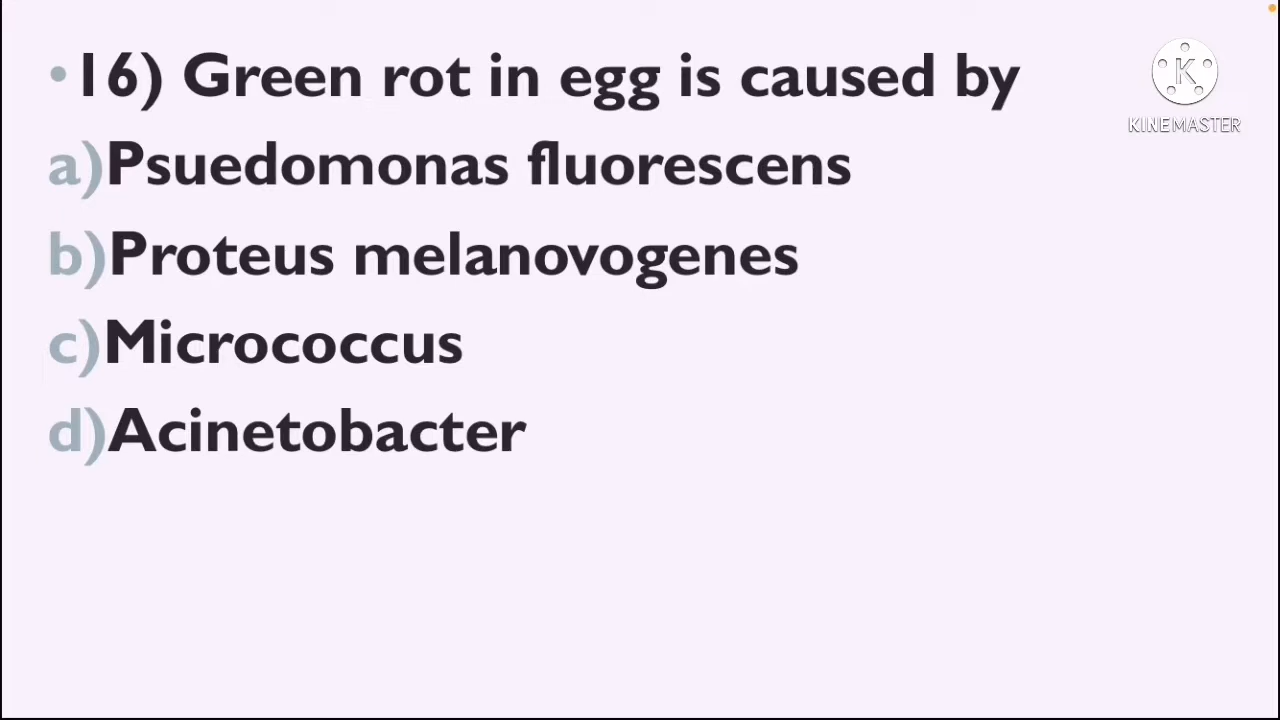 •16) Green rot in egg is caused by
a)Psuedomonas fluorescens
b)Proteus melanovogenes
c)Micrococcus
d)Acinetobacter
K
KINEMASTER